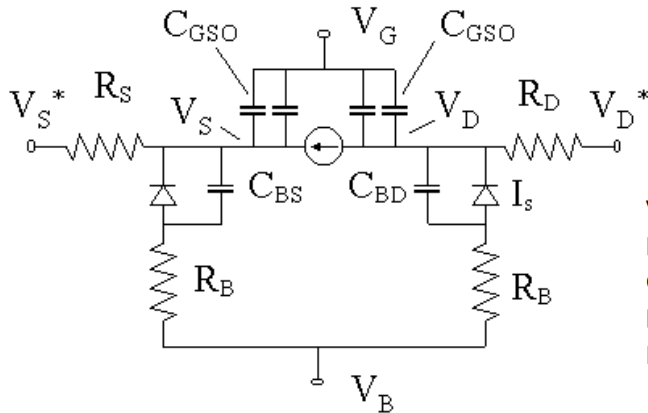 C_GSO V_G C_GSO
V_S* R_S V_S V_D R_D V_D*
C_BS C_BD I_s
R_B R_B
V_B